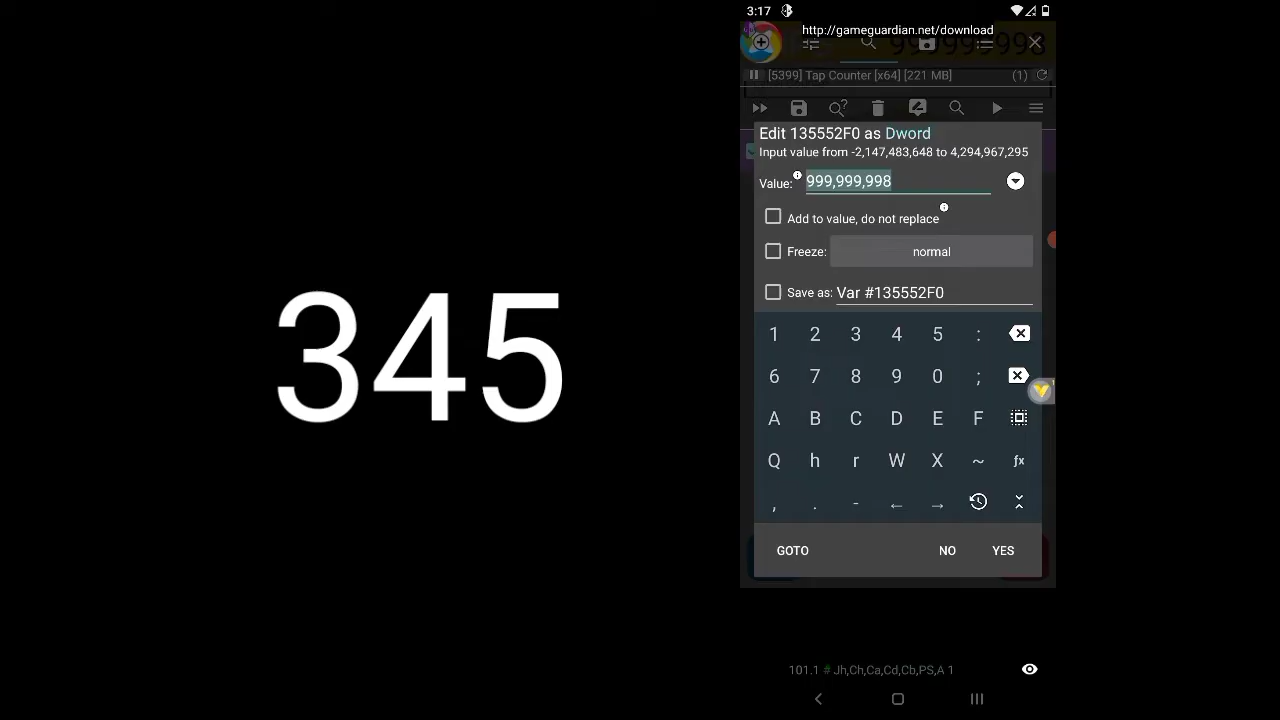 345
3:17
http://gameguardian.net/download
999999998
[5399] Tap Counter [x64] [221 MB] (1)
Edit 135552F0 as Dword
Input value from -2,147,483,648 to 4,294,967,295
Value: 999,999,998
Add to value, do not replace
Freeze: normal
Save as: Var #135552F0
1 2 3 4 5 :
6 7 8 9 0 ;
A B C D E F
Q h r W X ~ ƒx
, . - ← →
GOTO NO YES
101.1 # Jh,Ch,Ca,Cd,Cb,PS,A 1